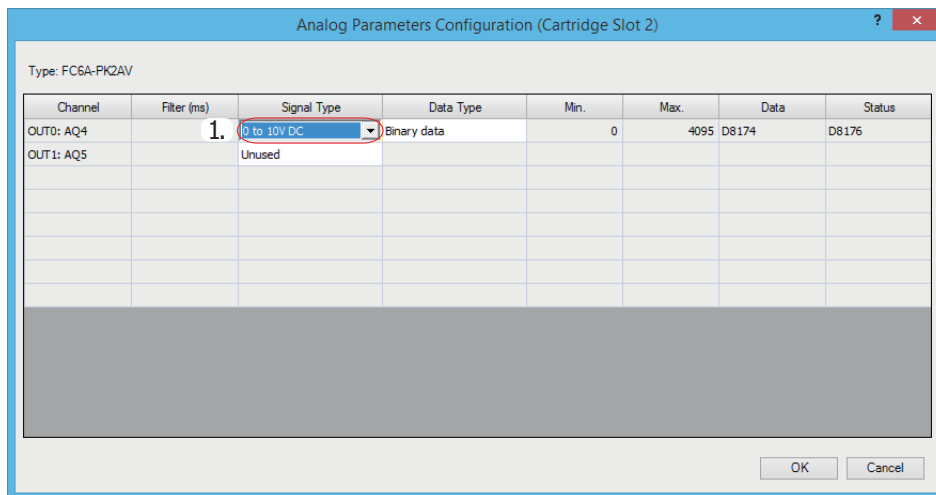 Analog Parameters Configuration (Cartridge Slot 2) ? ×
Type: FC6A-PK2AV
Channel Filter (ms) Signal Type Data Type Min. Max. Data Status
OUT0: AQ4 1. 0 to 10V DC Binary data 0 4095 D8174 D8176
OUT1: AQ5 Unused
OK Cancel